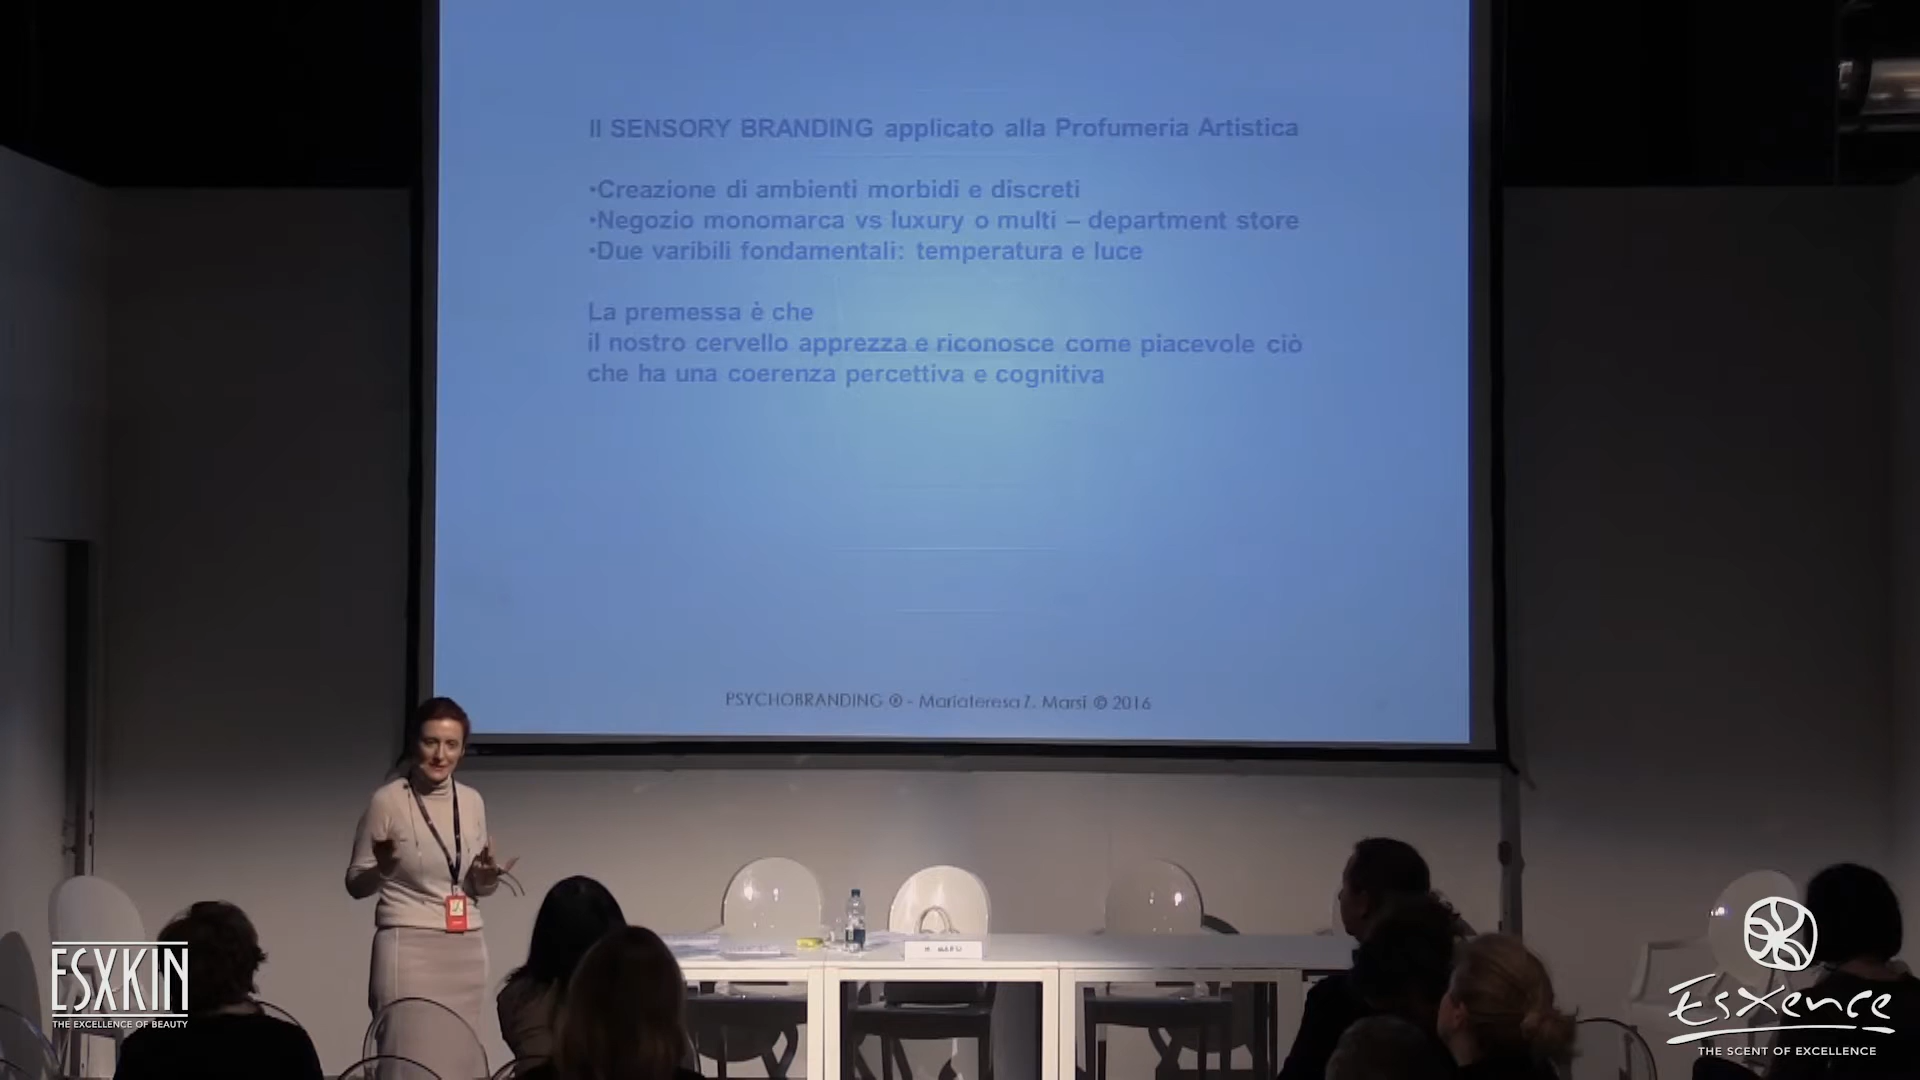 Il SENSORY BRANDING applicato alla Profumeria Artistica
•Creazione di ambienti morbidi e discreti
•Negozio monomarca vs luxury o multi – department store
•Due varibili fondamentali: temperatura e luce
La premessa è che
il nostro cervello apprezza e riconosce come piacevole ciò
che ha una coerenza percettiva e cognitiva
PSYCHOBRANDING ® - Mariateresa Z. Marsi © 2016
M. MARSI
ESXKIN
THE EXCELLENCE OF BEAUTY
Esxence
THE SCENT OF EXCELLENCE